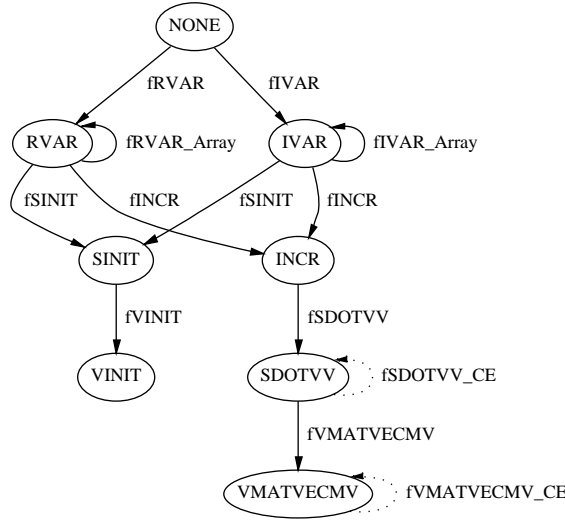 NONE
fRVAR
fIVAR
RVAR
fRVAR_Array
IVAR
fIVAR_Array
fSINIT
fINCR
fSINIT
fINCR
SINIT
INCR
fVINIT
fSDOTVV
VINIT
SDOTVV
fSDOTVV_CE
fVMATVECMV
VMATVECMV
fVMATVECMV_CE